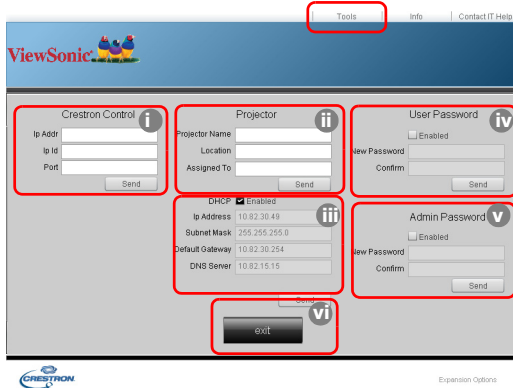 Tools Info Contact IT Help
ViewSonic
Crestron Control
i
Ip Addr
Ip Id
Port
Send
Projector
ii
Projector Name
Location
Assigned To
Send
DHCP Enabled
iii
Ip Address 10.82.30.49
Subnet Mask 255.255.255.0
Default Gateway 10.82.30.254
DNS Server 10.82.15.15
Send
User Password
iv
Enabled
New Password
Confirm
Send
Admin Password
v
Enabled
New Password
Confirm
Send
vi
exit
CRESTRON
Expansion Options